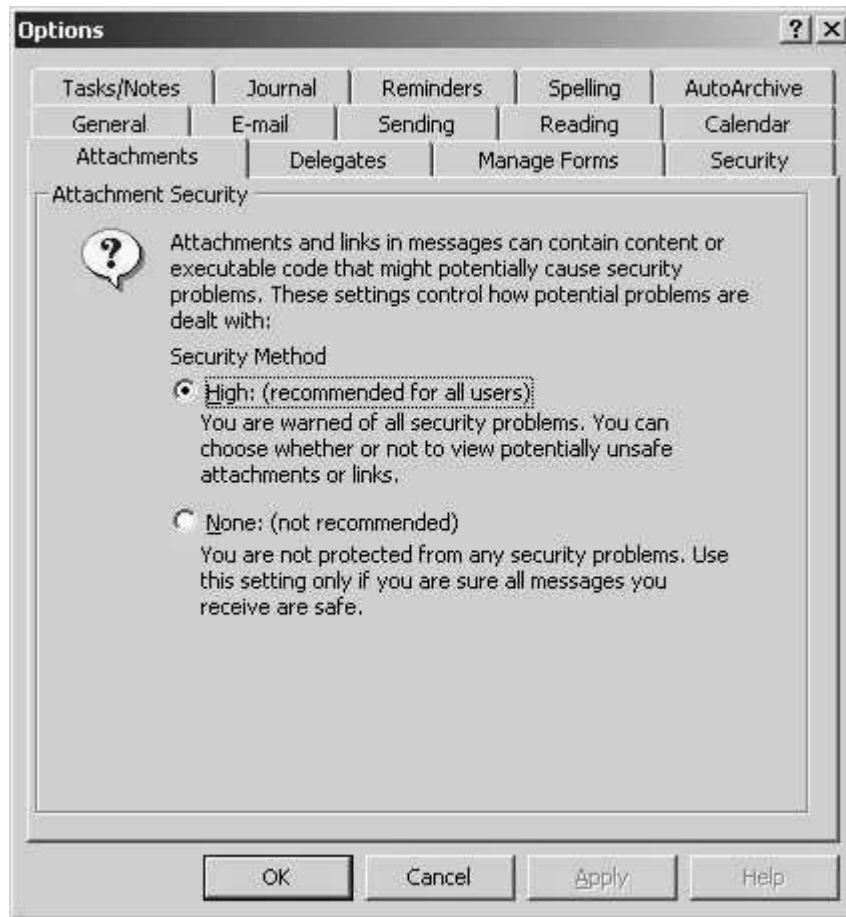 Options
Tasks/Notes Journal Reminders Spelling AutoArchive
General E-mail Sending Reading Calendar
Attachments Delegates Manage Forms Security
Attachment Security
Attachments and links in messages can contain content or
executable code that might potentially cause security
problems. These settings control how potential problems are
dealt with:
Security Method
High: (recommended for all users)
You are warned of all security problems. You can
choose whether or not to view potentially unsafe
attachments or links.
None: (not recommended)
You are not protected from any security problems. Use
this setting only if you are sure all messages you
receive are safe.
OK Cancel Apply Help